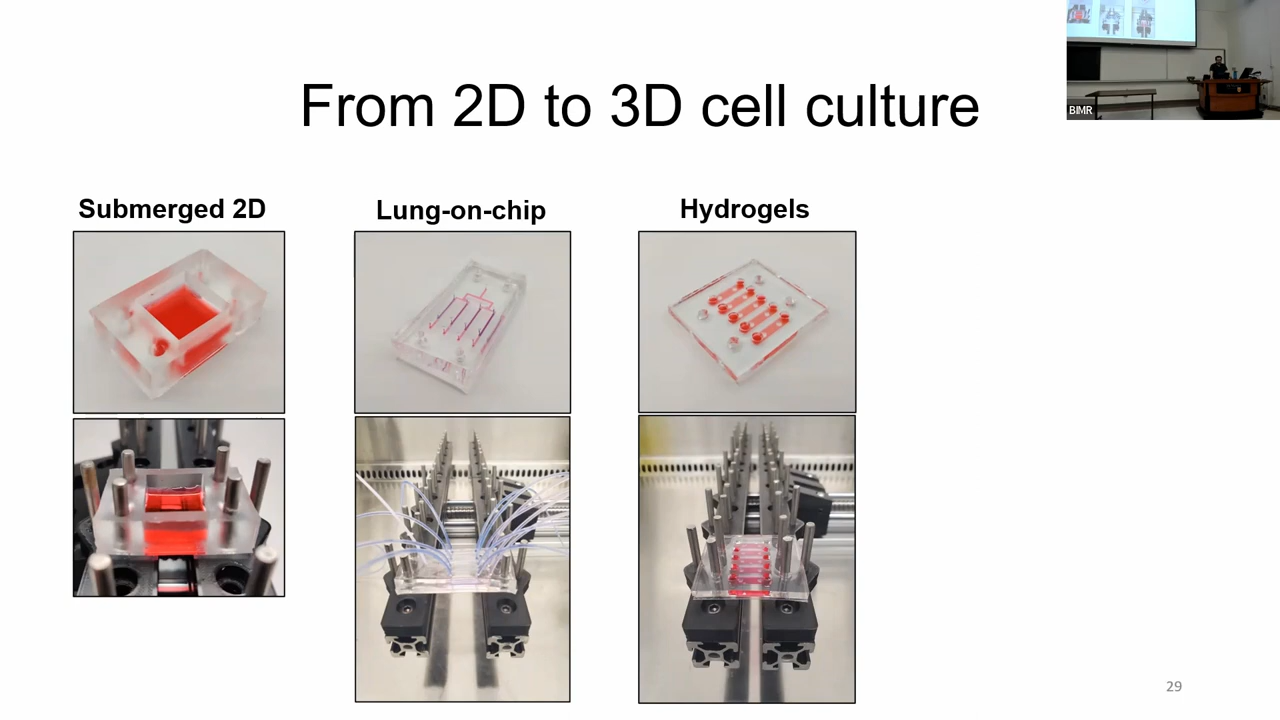 From 2D to 3D cell culture
BIMR
Submerged 2D
Lung-on-chip
Hydrogels
29